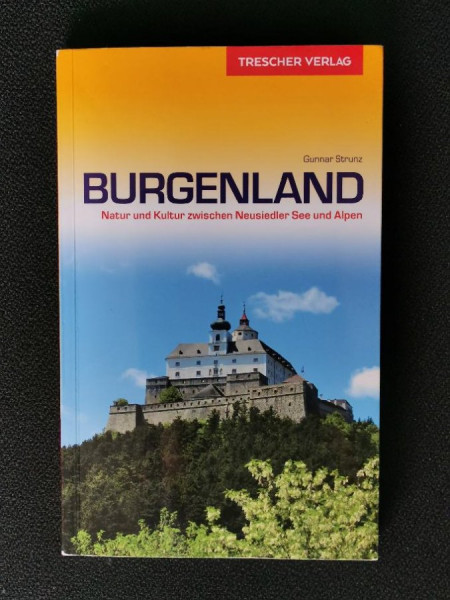 TRESCHER VERLAG
Gunnar Strunz
BURGENLAND
Natur und Kultur zwischen Neusiedler See und Alpen